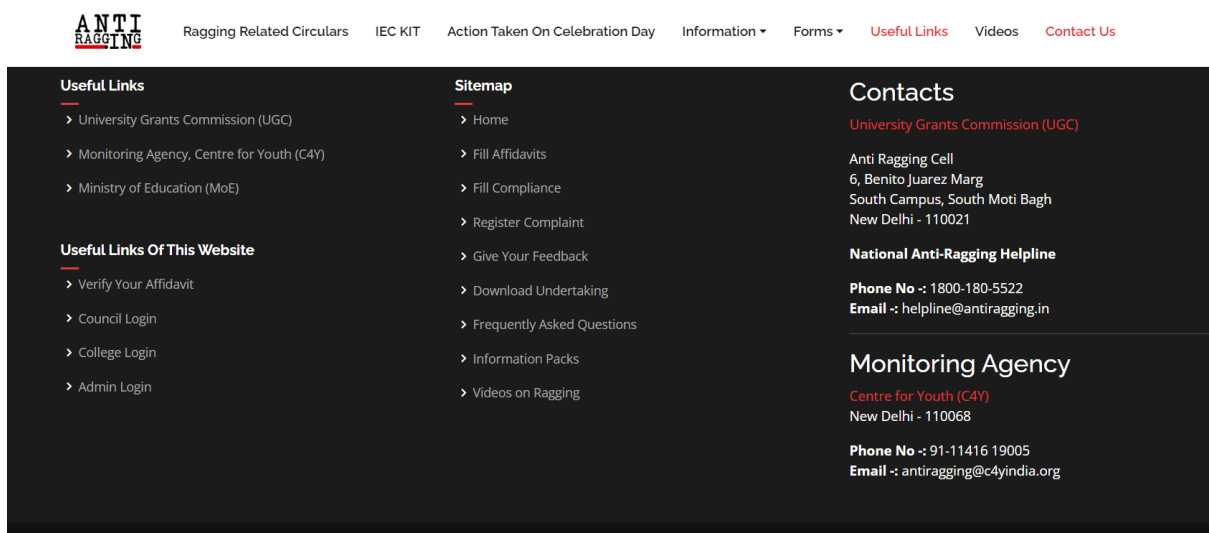 ANTI
RAGGING
Ragging Related Circulars
IEC KIT
Action Taken On Celebration Day
Information
Forms
Useful Links
Videos
Contact Us
Useful Links
University Grants Commission (UGC)
Monitoring Agency, Centre for Youth (C4Y)
Ministry of Education (MoE)
Useful Links Of This Website
Verify Your Affidavit
Council Login
College Login
Admin Login
Sitemap
Home
Fill Affidavits
Fill Compliance
Register Complaint
Give Your Feedback
Download Undertaking
Frequently Asked Questions
Information Packs
Videos on Ragging
Contacts
University Grants Commission (UGC)
Anti Ragging Cell
6, Benito Juarez Marg
South Campus, South Moti Bagh
New Delhi - 110021
National Anti-Ragging Helpline
Phone No -: 1800-180-5522
Email -: helpline@antiragging.in
Monitoring Agency
Centre for Youth (C4Y)
New Delhi - 110068
Phone No -: 91-11416 19005
Email -: antiragging@c4yindia.org